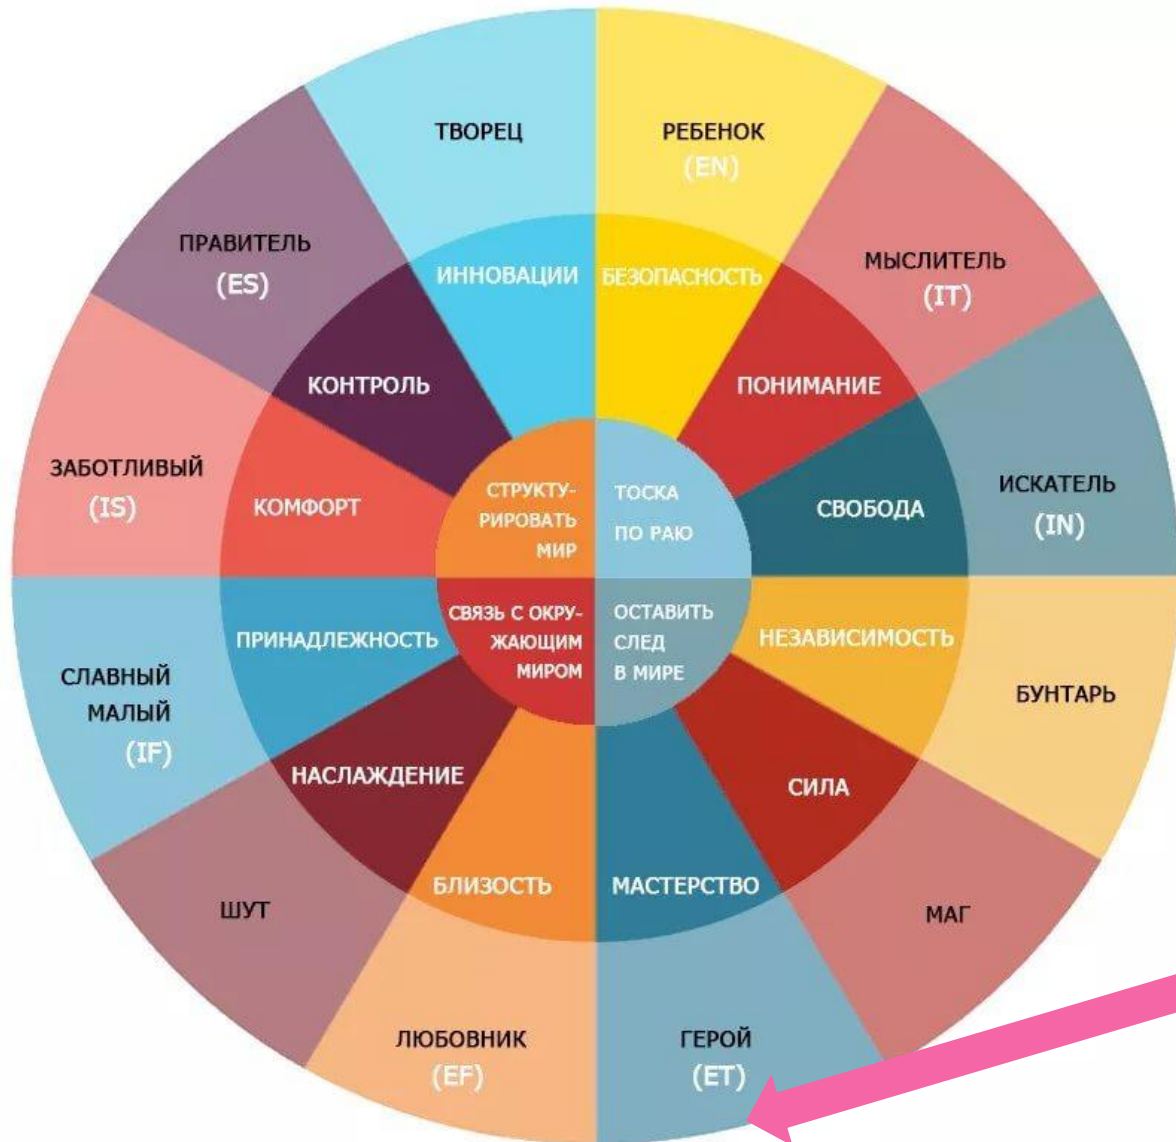 ТВОРЕЦ
РЕБЕНОК
(EN)
ПРАВИТЕЛЬ
(ES)
МЫСЛИТЕЛЬ
(IT)
ИННОВАЦИИ
БЕЗОПАСНОСТЬ
КОНТРОЛЬ
ПОНИМАНИЕ
ЗАБОТЛИВЫЙ
(IS)
КОМФОРТ
СТРУКТУ-
РИРОВАТЬ
МИР
ТОСКА
ПО РАЮ
СВОБОДА
ИСКАТЕЛЬ
(IN)
СЛАВНЫЙ
МАЛЫЙ
(IF)
ПРИНАДЛЕЖНОСТЬ
СВЯЗЬ С ОКРУ-
ЖАЮЩИМ
МИРОМ
ОСТАВИТЬ
СЛЕД
В МИРЕ
НЕЗАВИСИМОСТЬ
БУНТАРЬ
НАСЛАЖДЕНИЕ
СИЛА
ШУТ
БЛИЗОСТЬ
МАСТЕРСТВО
МАГ
ЛЮБОВНИК
(EF)
ГЕРОЙ
(ET)